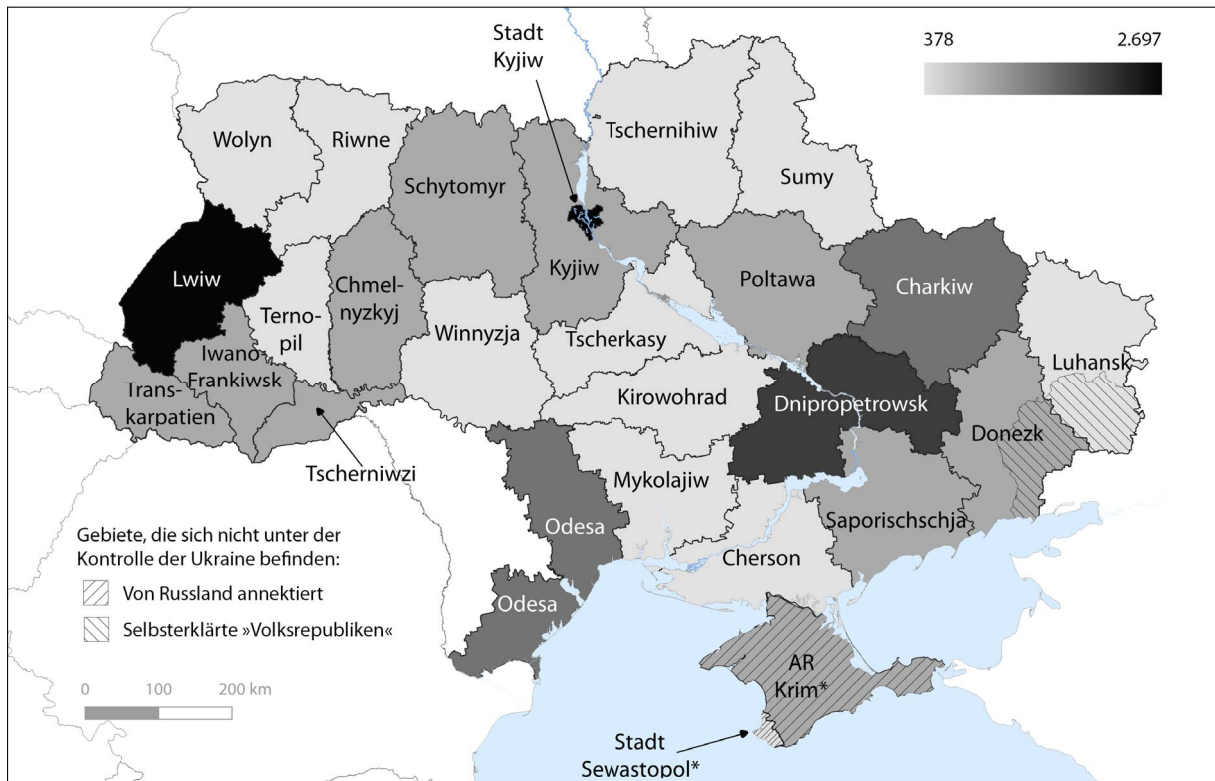 Stadt
Kyjiw
378
2.697
Wolyn
Riwne
Tschernihiw
Schytomyr
Sumy
Lwiw
Kyjiw
Poltawa
Charkiw
Chmel-
nyzkyj
Terno-
pil
Winnyzja
Tscherkasy
Luhansk
Iwano-
Frankiwsk
Trans-
karpatien
Kirowohrad
Dnipropetrowsk
Donezk
Tscherniwzi
Mykolajiw
Odesa
Saporischschja
Cherson
Gebiete, die sich nicht unter der
Kontrolle der Ukraine befinden:
Von Russland annektiert
Selbsterklärte »Volksrepubliken«
Odesa
AR
Krim*
0
100
200 km
Stadt
Sewastopol*